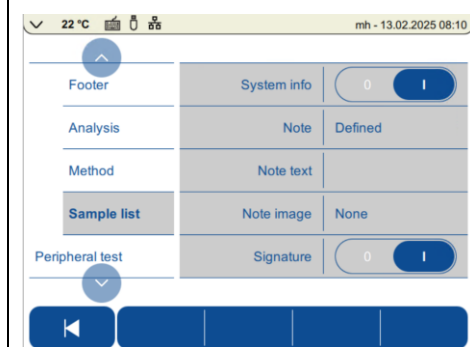 22 °C
mh - 13.02.2025 08:10
Footer
System info
0 I
Analysis
Note
Defined
Method
Note text
Sample list
Note image
None
Peripheral test
Signature
0 I